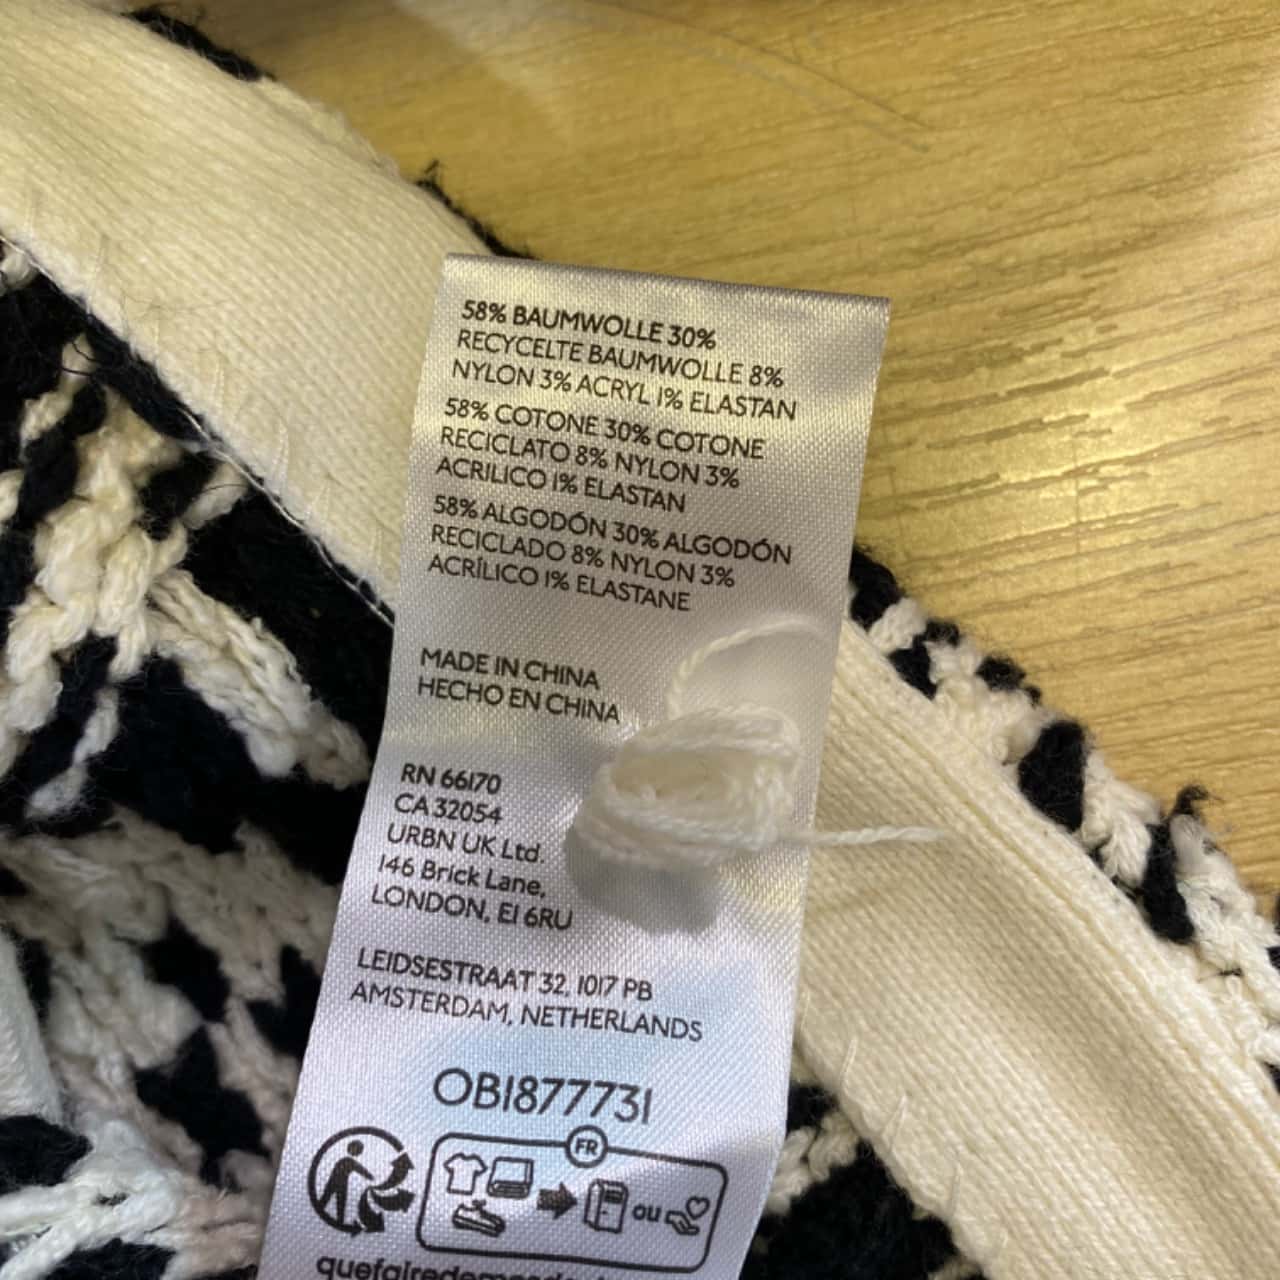 58% BAUMWOLLE 30%
RECYCELTE BAUMWOLLE 8%
NYLON 3% ACRYL 1% ELASTAN
58% COTONE 30% COTONE
RECICLATO 8% NYLON 3%
ACRILICO 1% ELASTAN
58% ALGODÓN 30% ALGODÓN
RECICLADO 8% NYLON 3%
ACRÍLICO 1% ELASTANE
MADE IN CHINA
HECHO EN CHINA
RN 66170
CA 32054
URBN UK Ltd.
146 Brick Lane,
LONDON, E1 6RU
LEIDSESTRAAT 32, 1017 PB
AMSTERDAM, NETHERLANDS
OB1877731
FR
ou